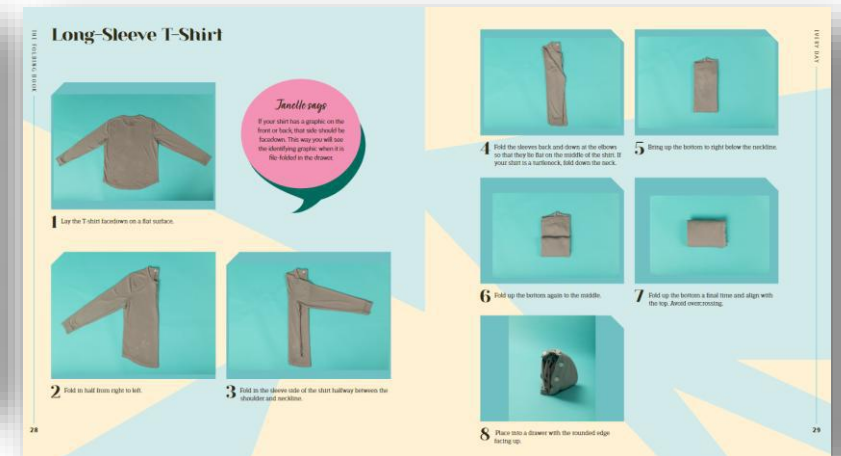 101 FOLDING BOOK
Long-Sleeve T-Shirt
Janelle says
If your shirt has a graphic on the
front or back, that side should be
facedown. This way you will see
the identifying graphic when it is
file-folded in the drawer.
1 Lay the T-shirt facedown on a flat surface.
2 Fold in half from right to left.
3 Fold in the sleeve side of the shirt halfway between the
shoulder and neckline.
28
EVERY DAY
4 Fold the sleeves back and down at the elbows
so that they lie flat on the middle of the shirt. If
your shirt is a turtleneck, fold down the neck.
5 Bring up the bottom to right below the neckline.
6 Fold up the bottom again to the middle.
7 Fold up the bottom a final time and align with
the top. Avoid overcrossing.
8 Place into a drawer with the rounded edge
facing up.
29